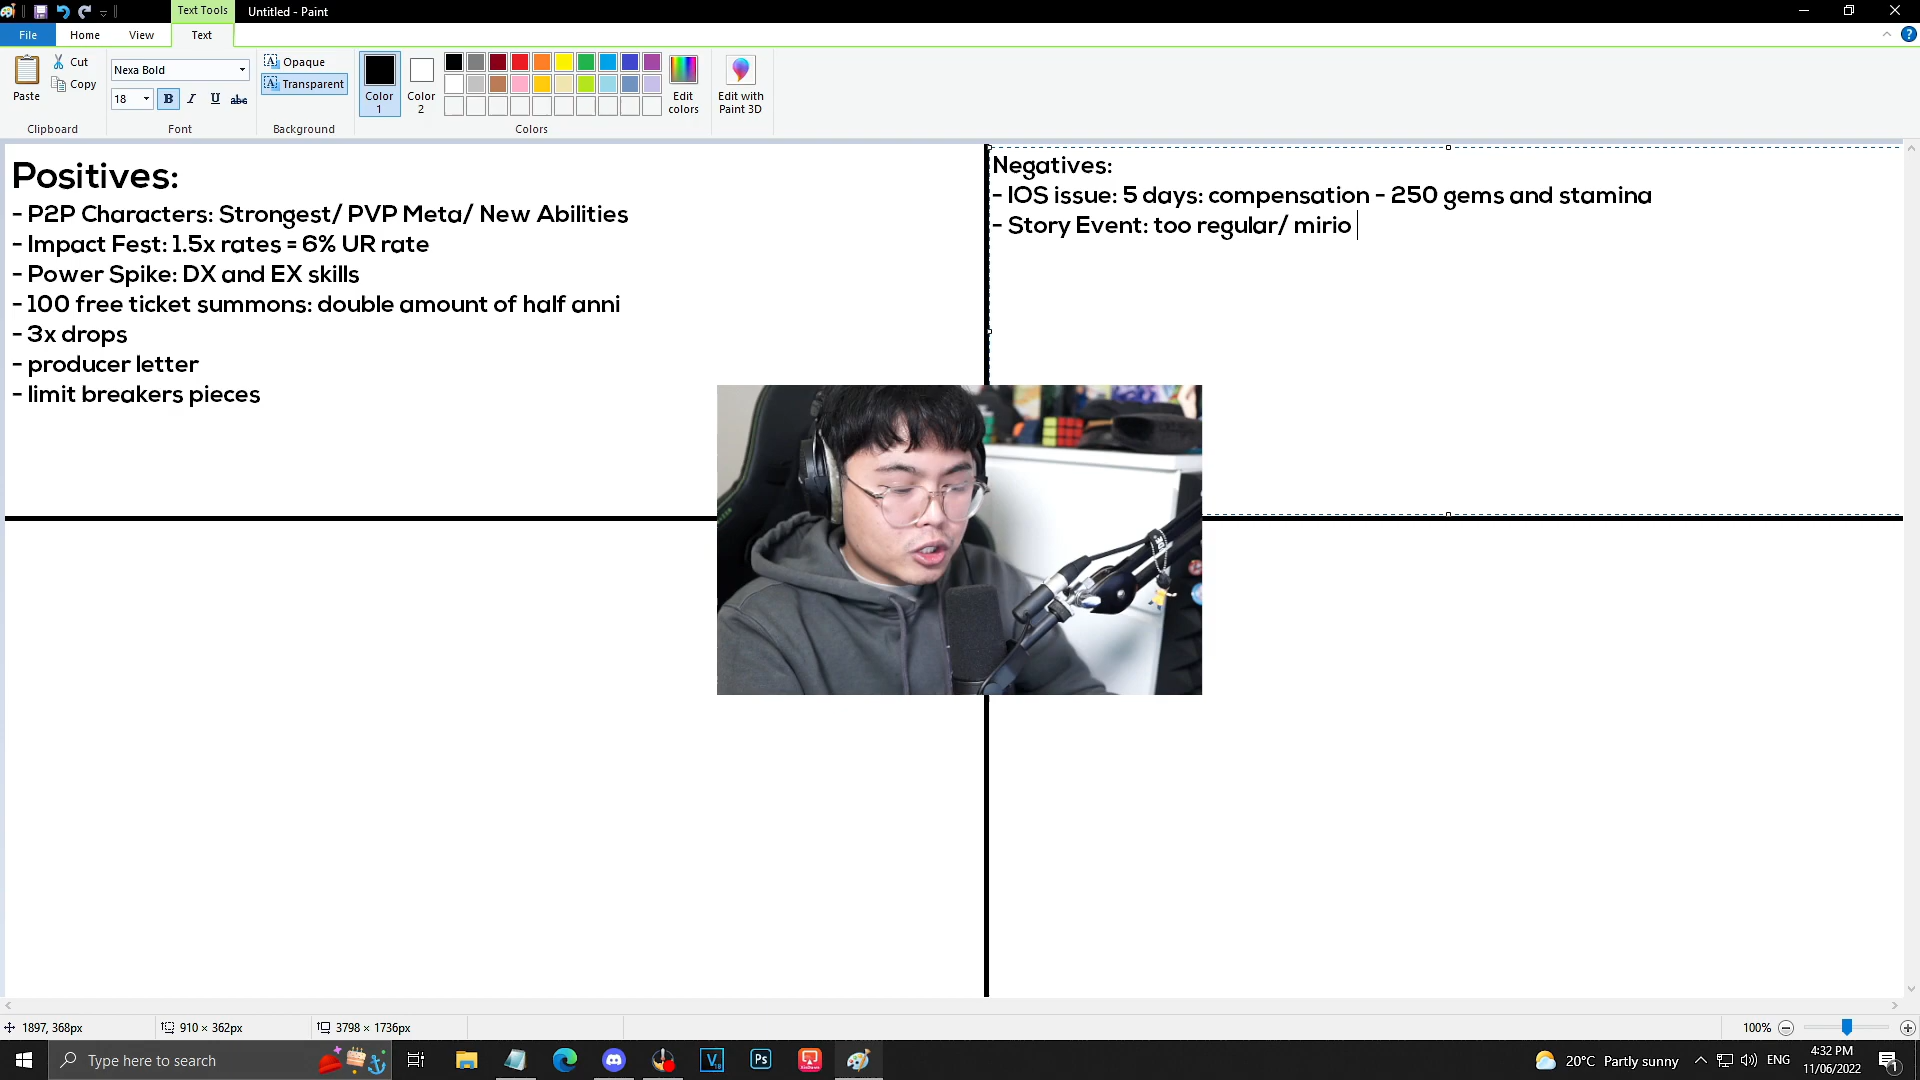 Text Tools
Untitled - Paint
File
Home
View
Text
Paste
Cut
Copy
Clipboard
Nexa Bold
18
B
I
U
abc
Font
Opaque
Transparent
Background
Color
1
Color
2
Colors
Edit
colors
Edit with
Paint 3D
Positives:
- P2P Characters: Strongest/ PVP Meta/ New Abilities
- Impact Fest: 1.5x rates = 6% UR rate
- Power Spike: DX and EX skills
- 100 free ticket summons: double amount of half anni
- 3x drops
- producer letter
- limit breakers pieces
Negatives:
- IOS issue: 5 days: compensation - 250 gems and stamina
- Story Event: too regular/ mirio
1897, 368px
910 × 362px
3798 × 1736px
100%
Type here to search
20°C Partly sunny
ENG
4:32 PM
11/06/2022